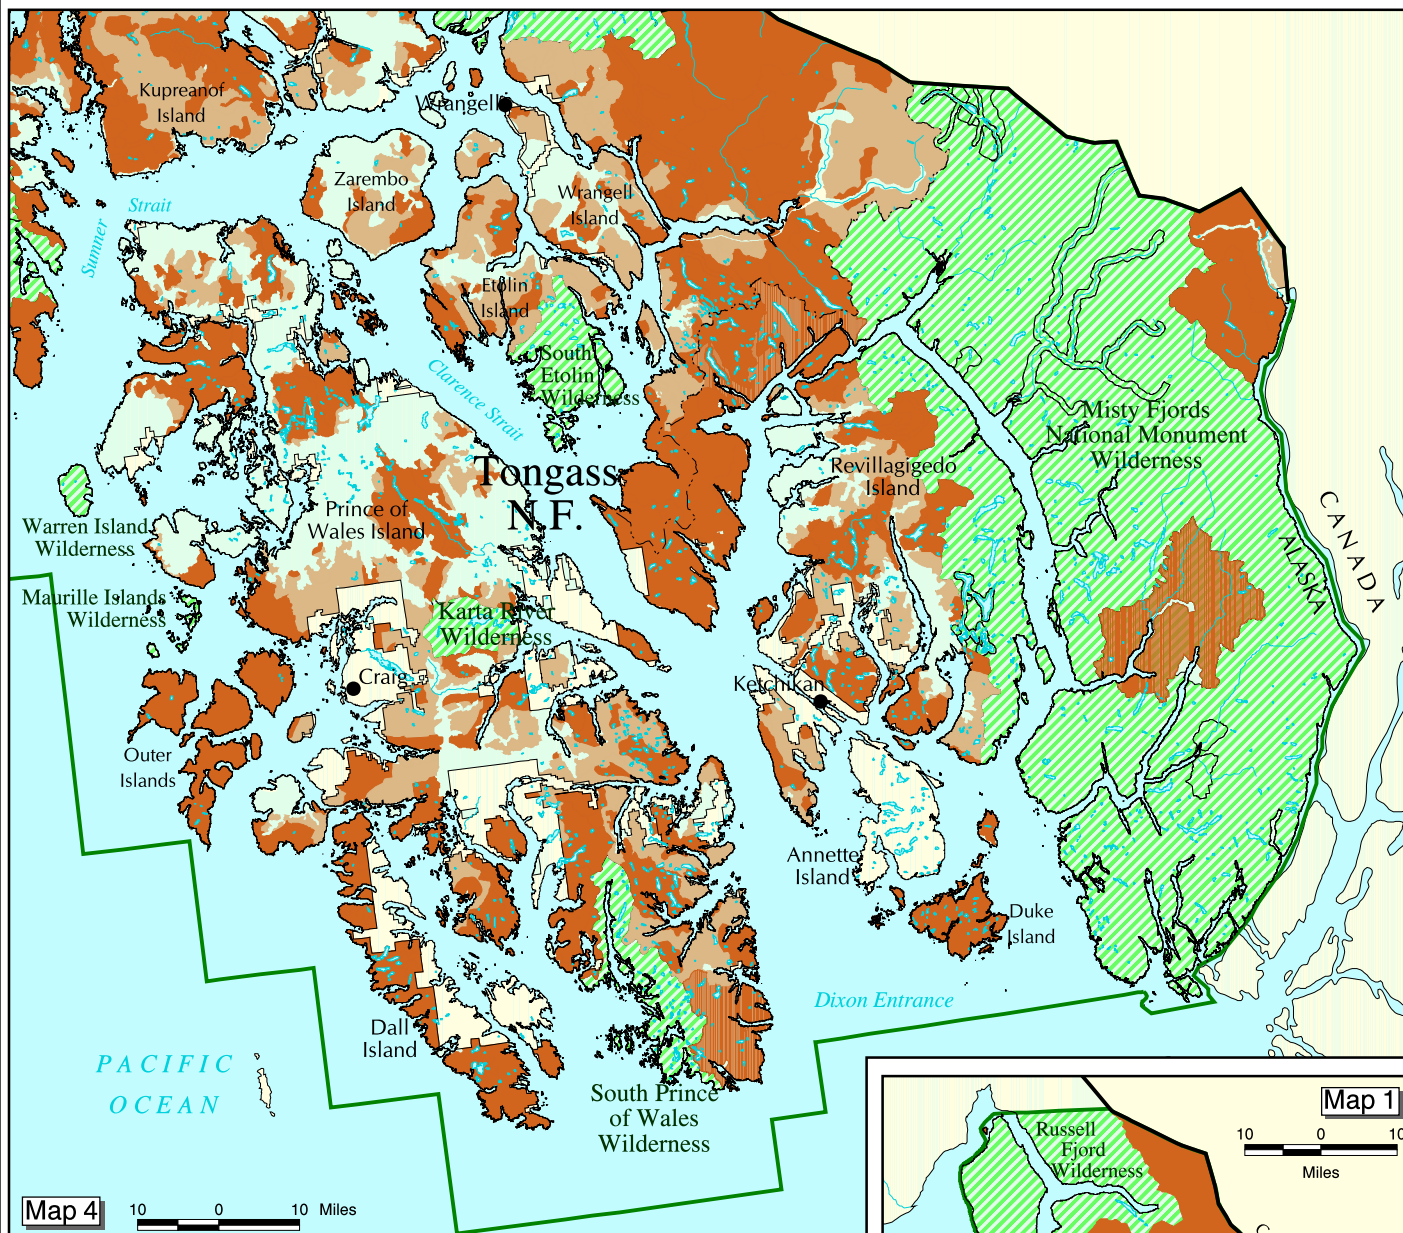 Kupreanof
Island
Wrangell
Zarembo
Island
Wrangell
Island
Sumner
Strait
Etolin
Island
South
Etolin
Wilderness
Clarence Strait
Misty Fjords
National Monument
Wilderness
Tongass
N.F.
Revillagigedo
Island
Prince of
Wales Island
Warren Island
Wilderness
CANADA
ALASKA
Maurille Islands
Wilderness
Karta River
Wilderness
Craig
Ketchikan
Outer
Islands
Annette
Island
Duke
Island
Dixon Entrance
Dall
Island
PACIFIC
OCEAN
South Prince
of Wales
Wilderness
Map 4
10 0 10 Miles
Map 1
Russell
Fjord
Wilderness
10 0 10
Miles